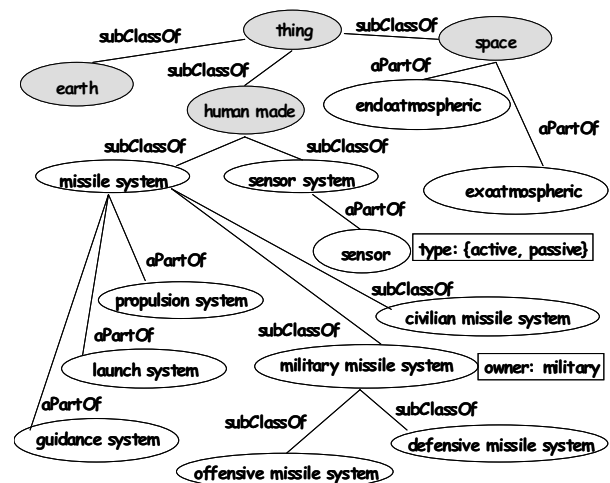 thing
subClassOf
subClassOf
space
subClassOf
earth
aPartOf
endoatmospheric
human made
aPartOf
subClassOf
subClassOf
missile system
sensor system
exoatmospheric
aPartOf
sensor
type: {active, passive}
aPartOf
propulsion system
subClassOf
civilian missile system
subClassOf
aPartOf
launch system
military missile system
owner: military
aPartOf
guidance system
subClassOf
subClassOf
defensive missile system
offensive missile system